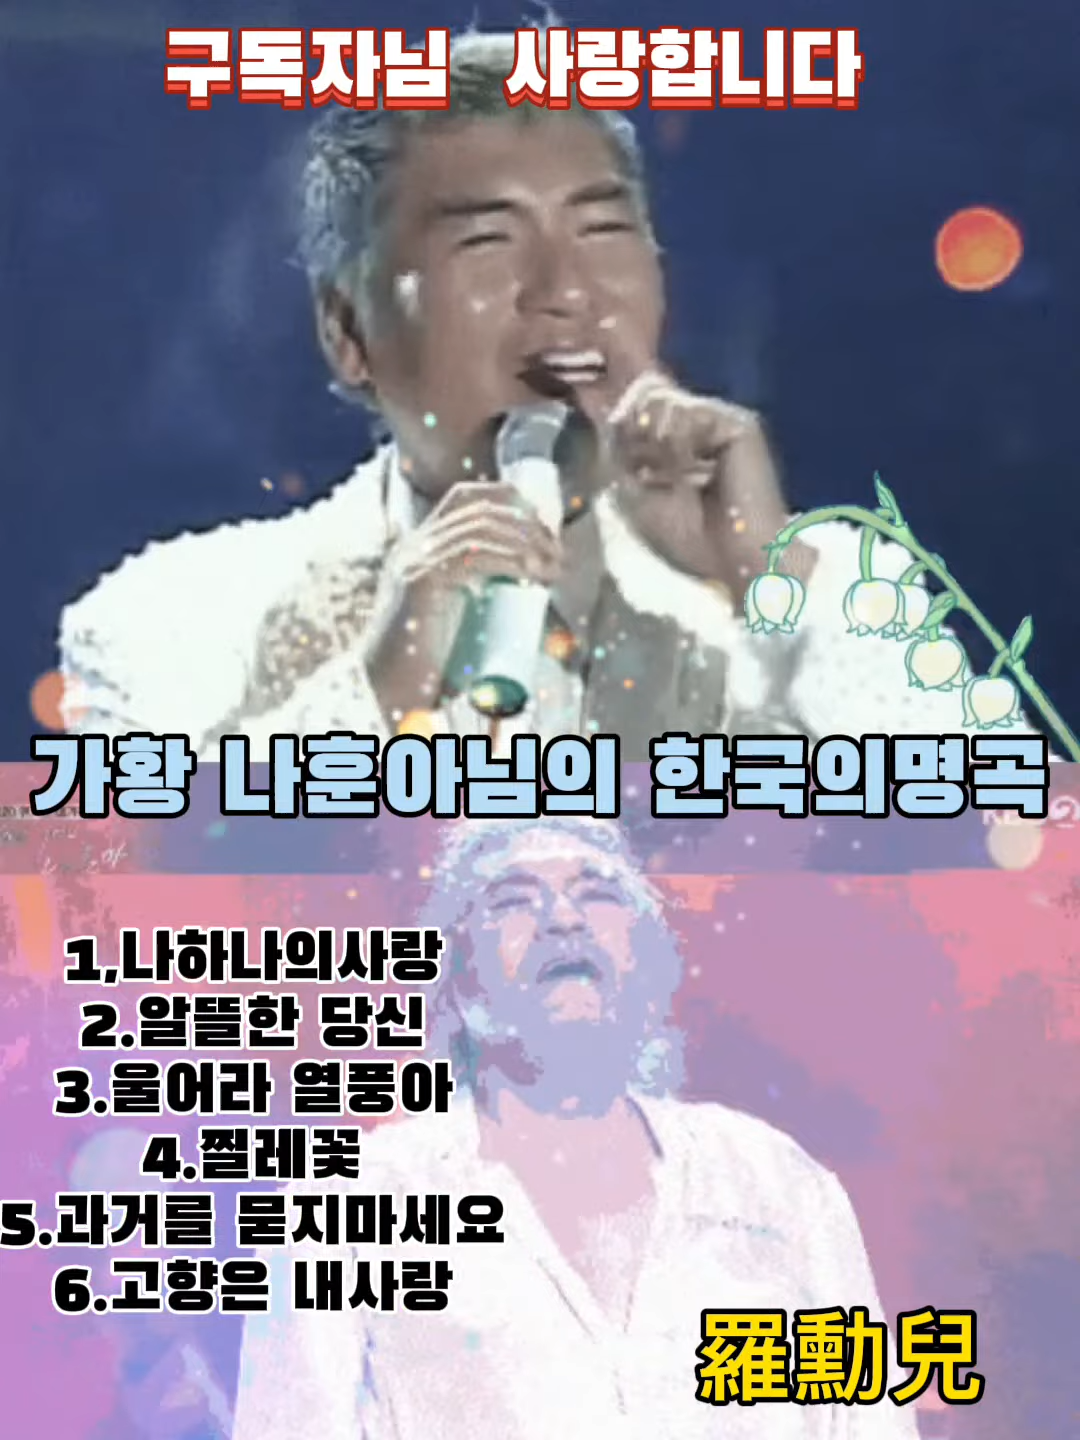 구독자님 사랑합니다
가황 나훈아님의 한국의명곡
1,나하나의사랑
2.알뜰한 당신
3.울어라 열풍아
4.찔레꽃
5.과거를 묻지마세요
6.고향은 내사랑
羅勳兒